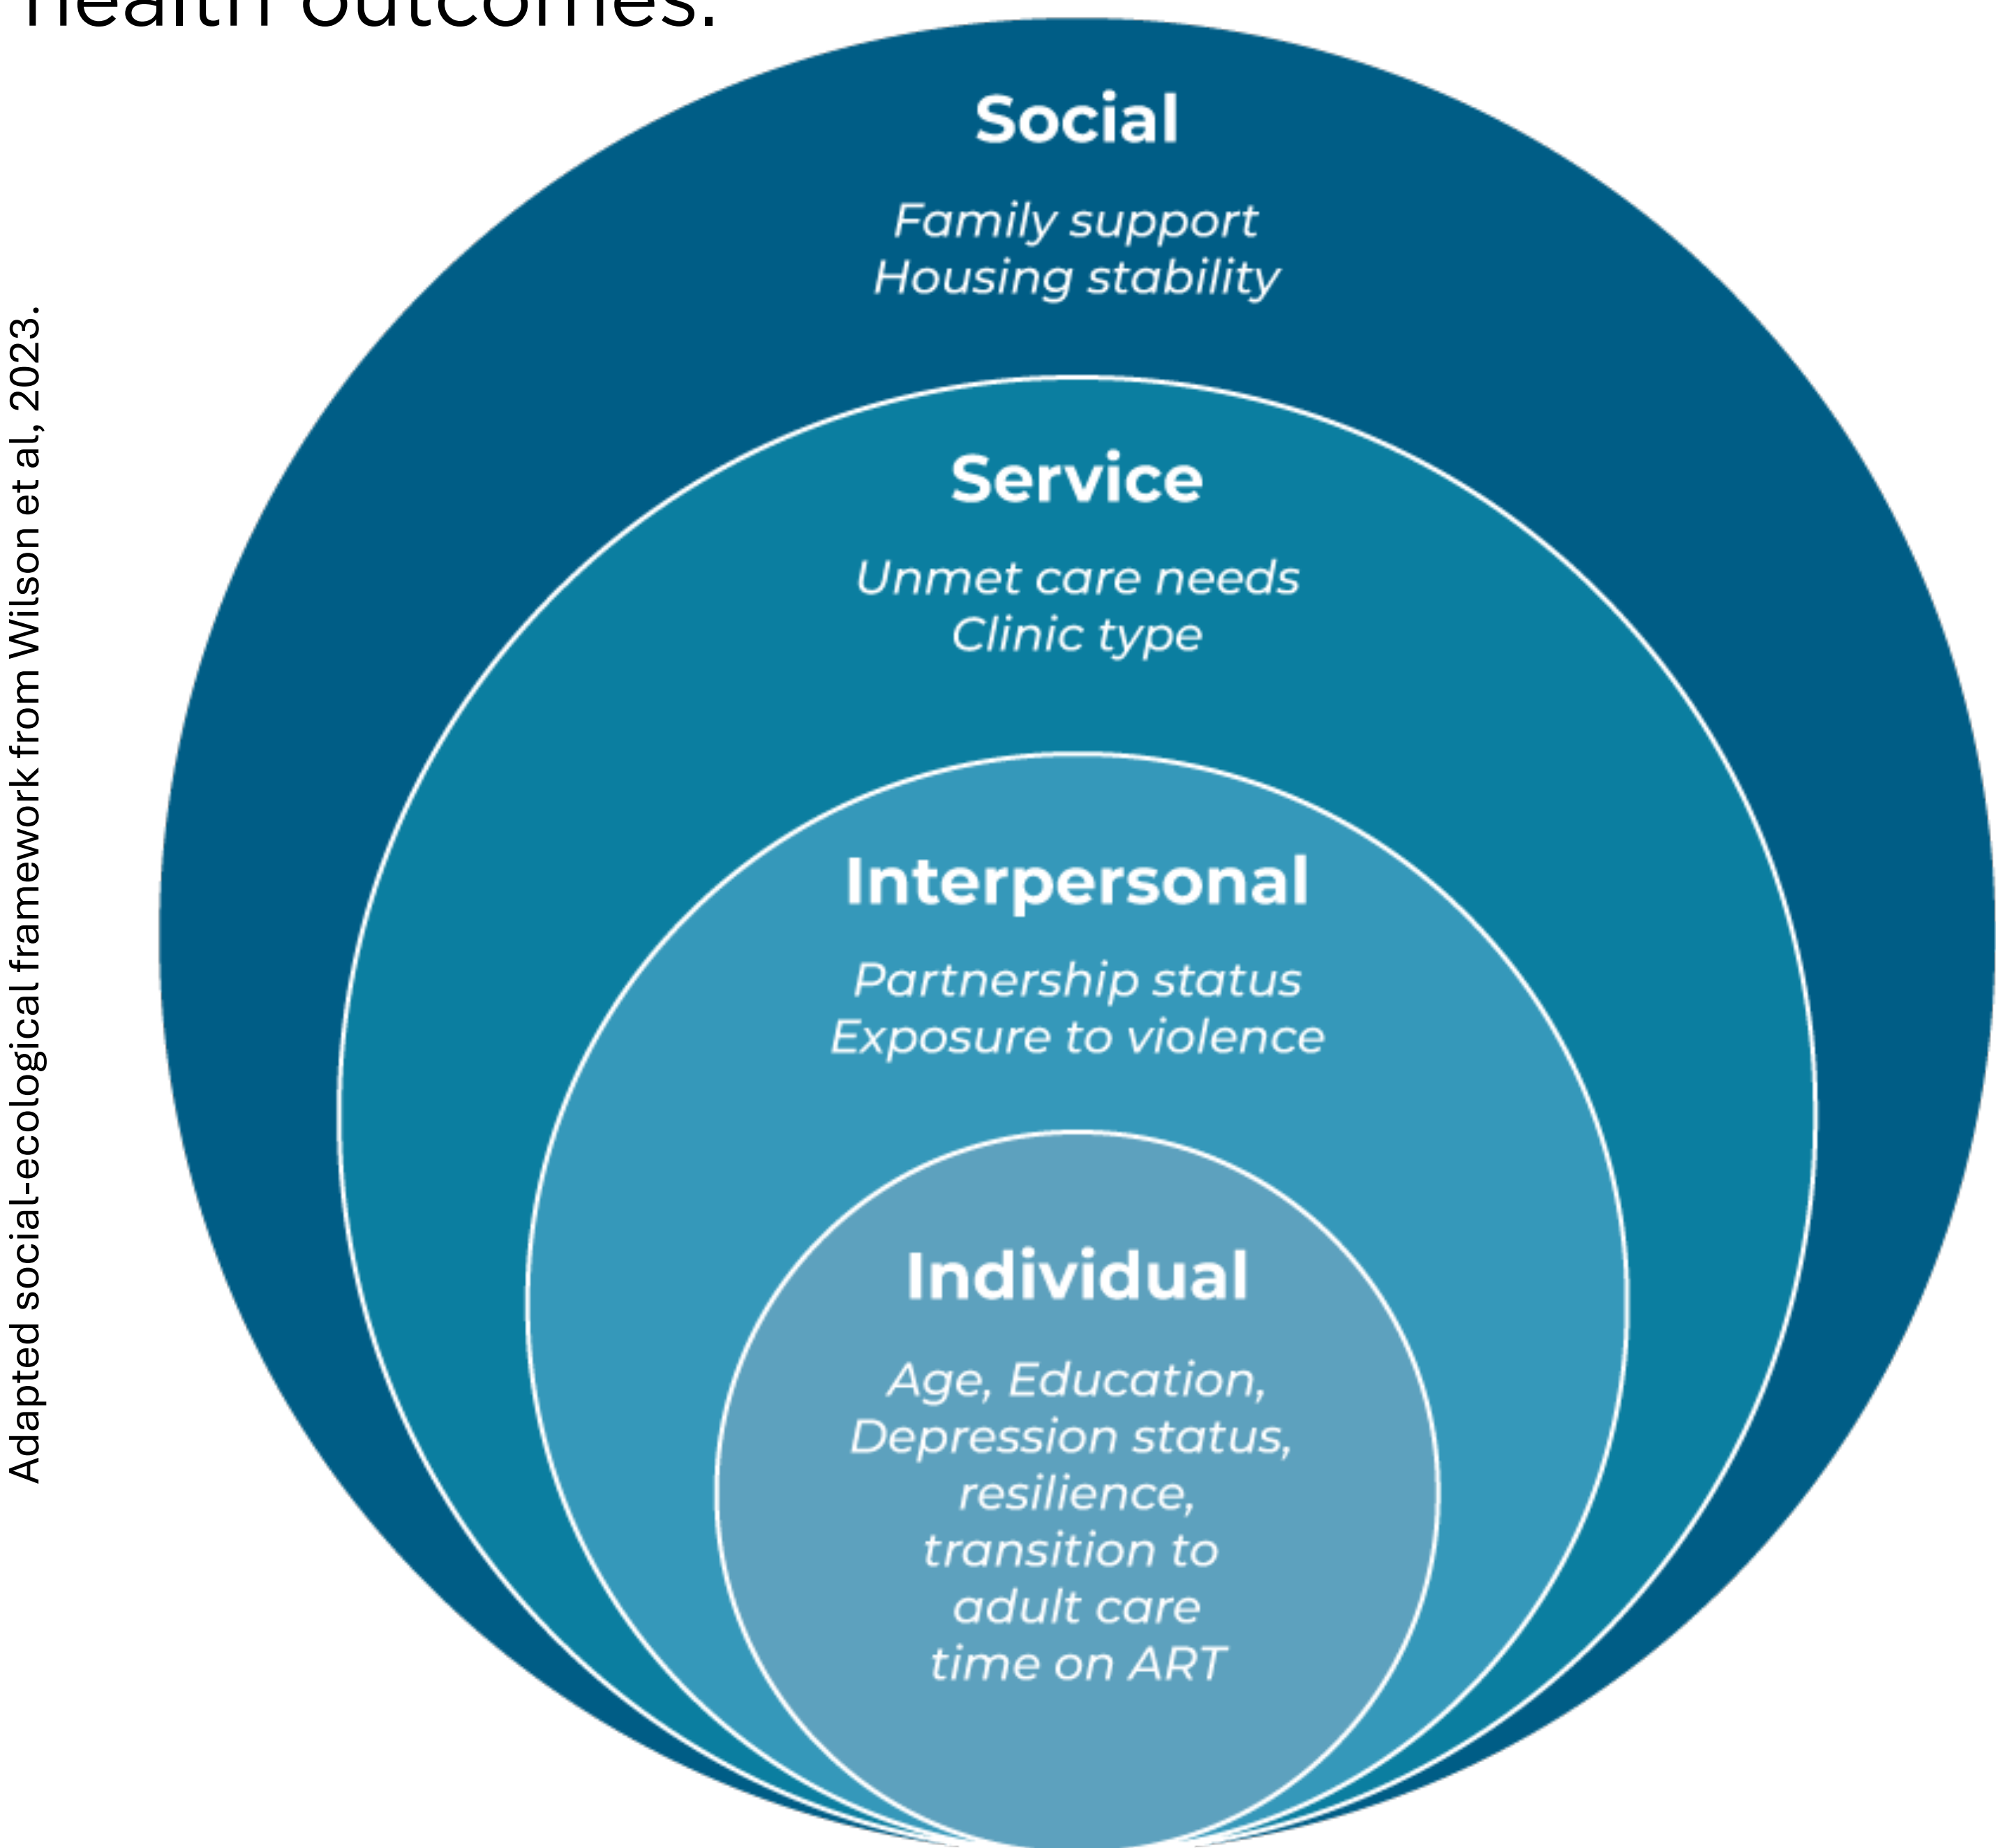 health outcomes.
Social
Family support
Housing stability
Service
Unmet care needs
Clinic type
Interpersonal
Partnership status
Exposure to violence
Individual
Age, Education,
Depression status,
resilience,
transition to
adult care
time on ART
Adapted social-ecological framework from Wilson et al, 2023.